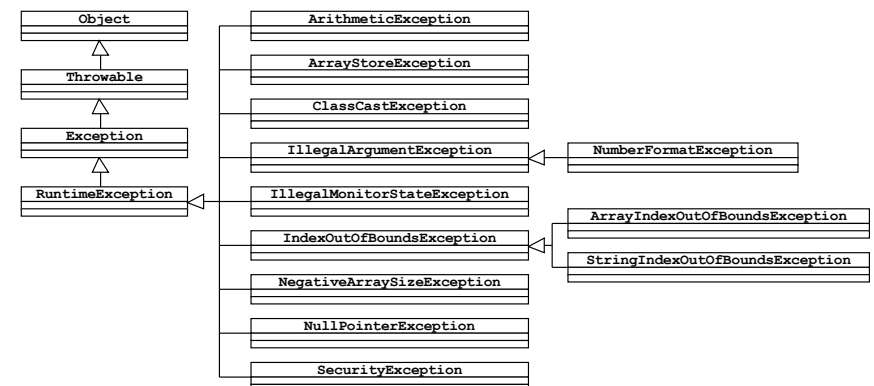 Object
Throwable
Exception
RuntimeException
ArithmeticException
ArrayStoreException
ClassCastException
IllegalArgumentException
IllegalMonitorStateException
IndexOutOfBoundsException
NegativeArraySizeException
NullPointerException
SecurityException
NumberFormatException
ArrayIndexOutOfBoundsException
StringIndexOutOfBoundsException